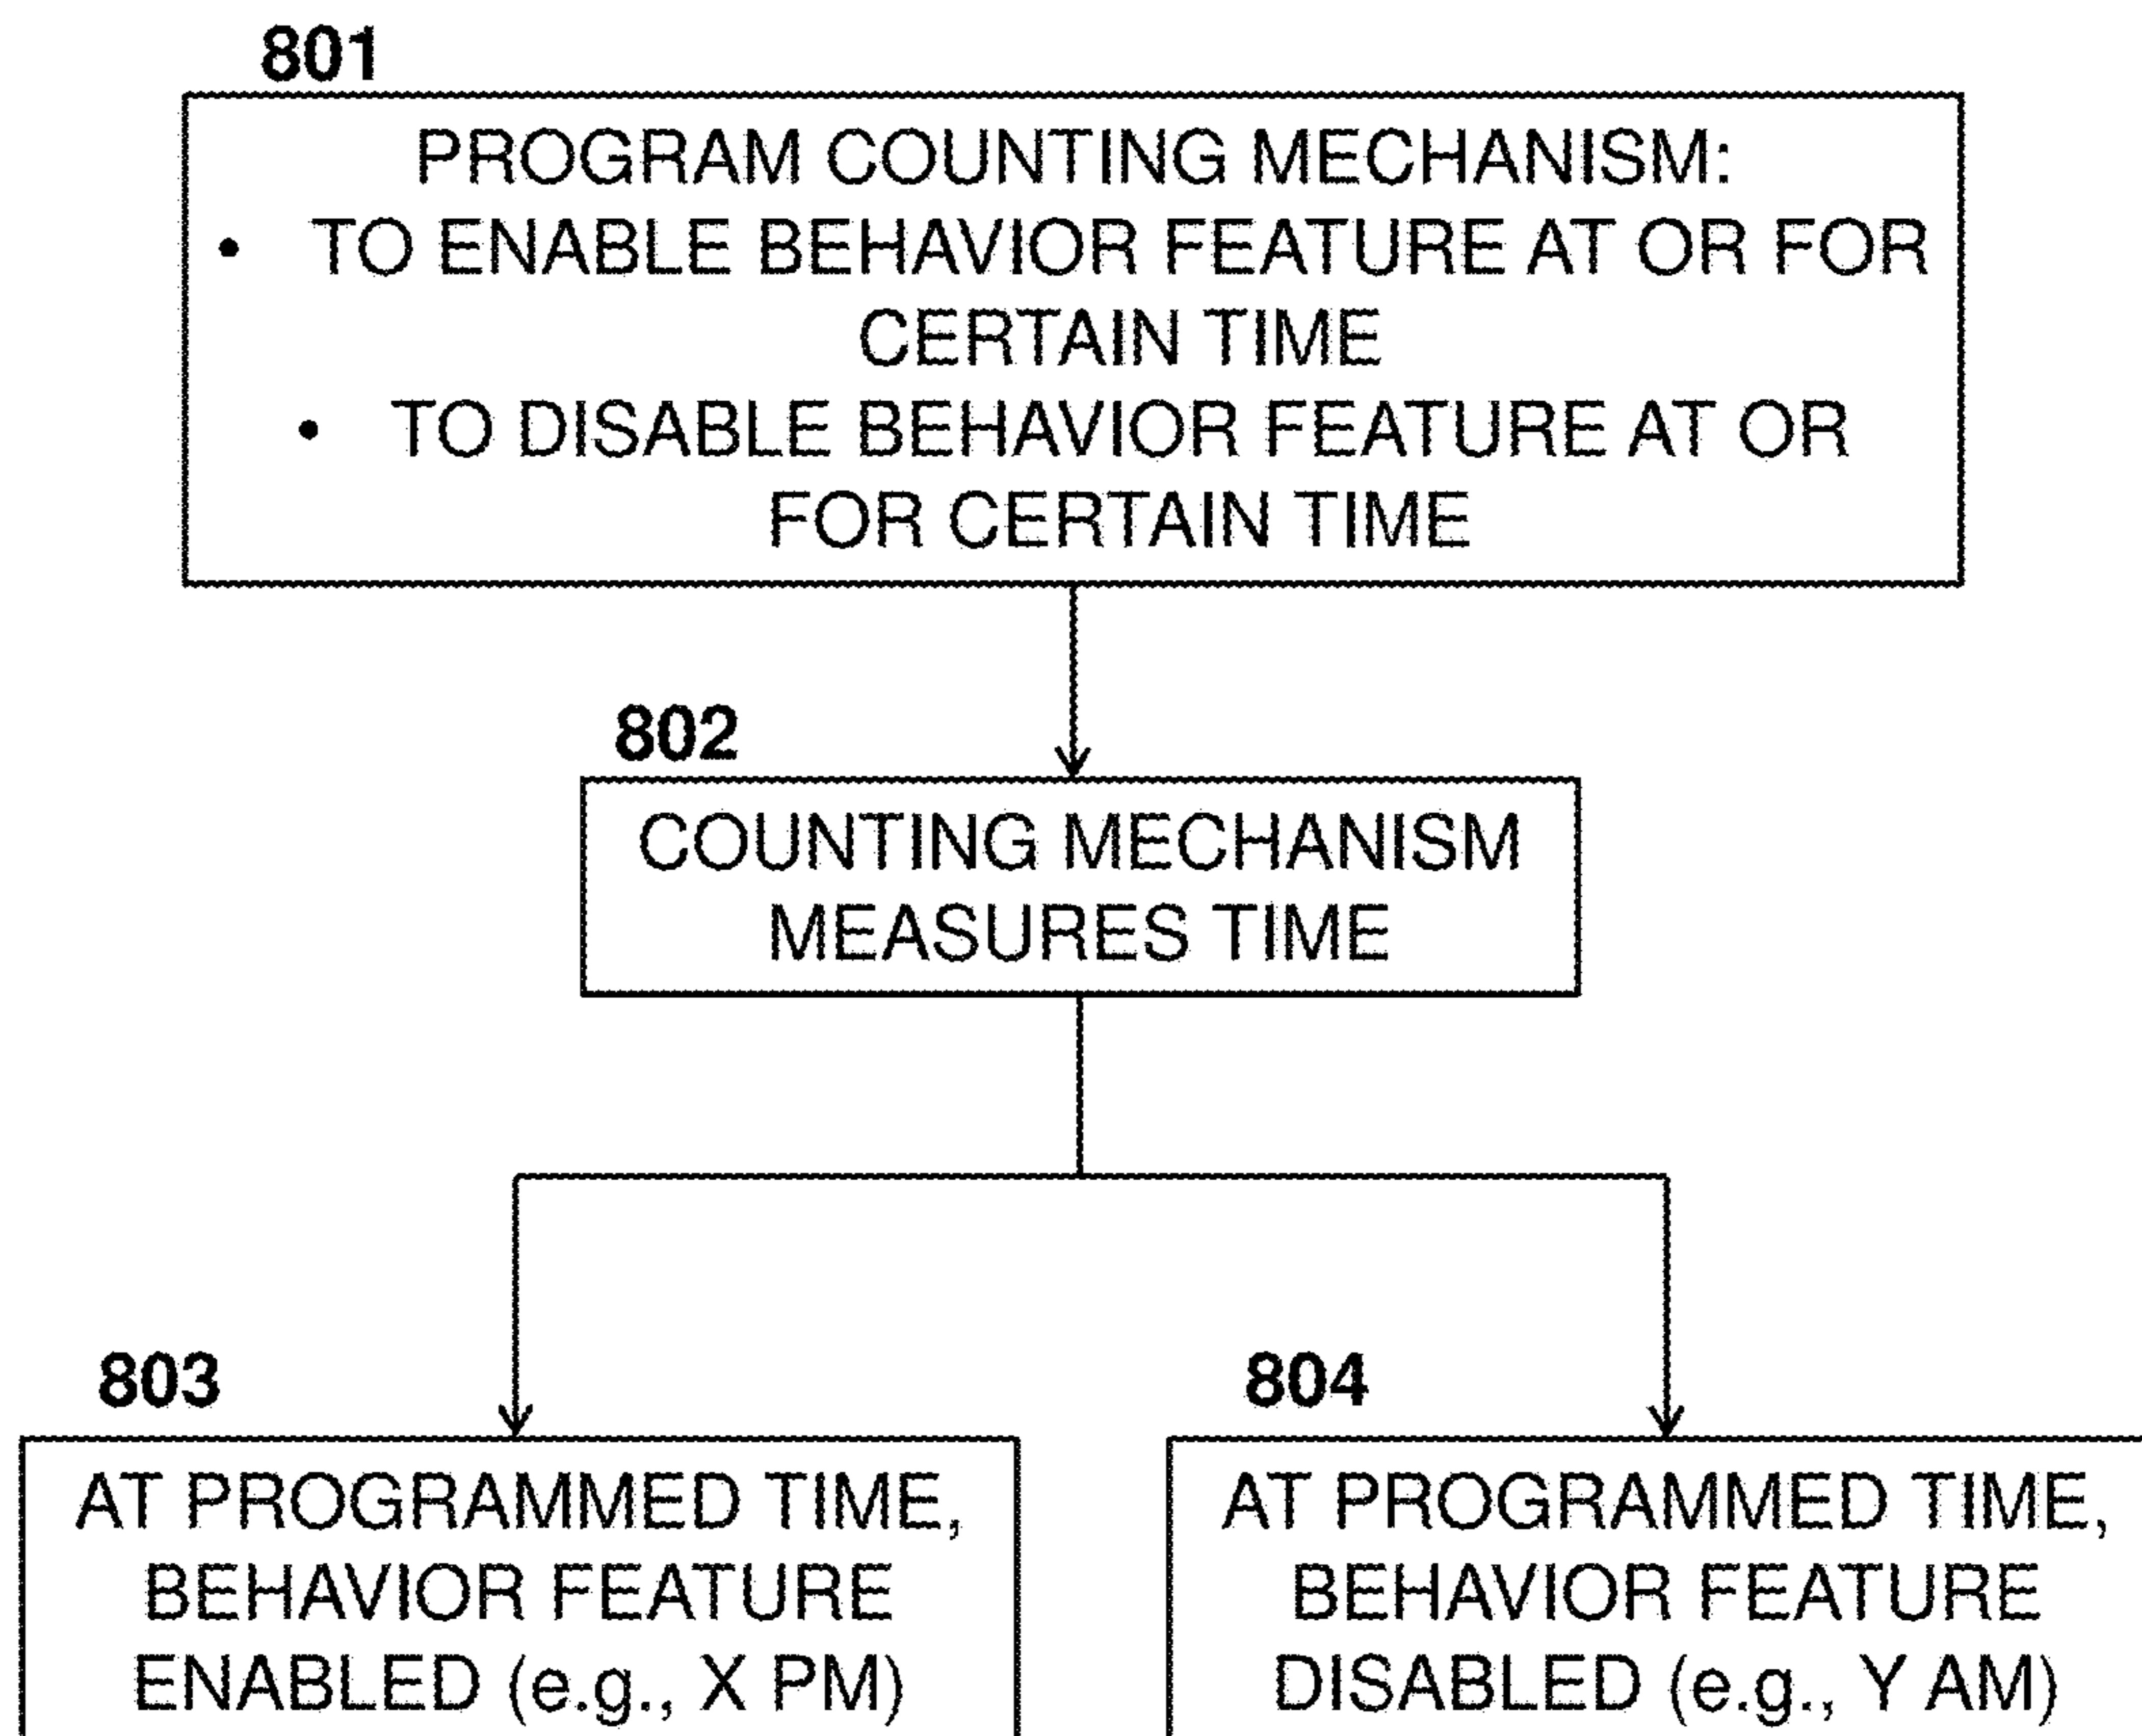 801
PROGRAM COUNTING MECHANISM:
• TO ENABLE BEHAVIOR FEATURE AT OR FOR
CERTAIN TIME
• TO DISABLE BEHAVIOR FEATURE AT OR
FOR CERTAIN TIME
802
COUNTING MECHANISM
MEASURES TIME
803
AT PROGRAMMED TIME,
BEHAVIOR FEATURE
ENABLED (e.g., X PM)
804
AT PROGRAMMED TIME,
BEHAVIOR FEATURE
DISABLED (e.g., Y AM)